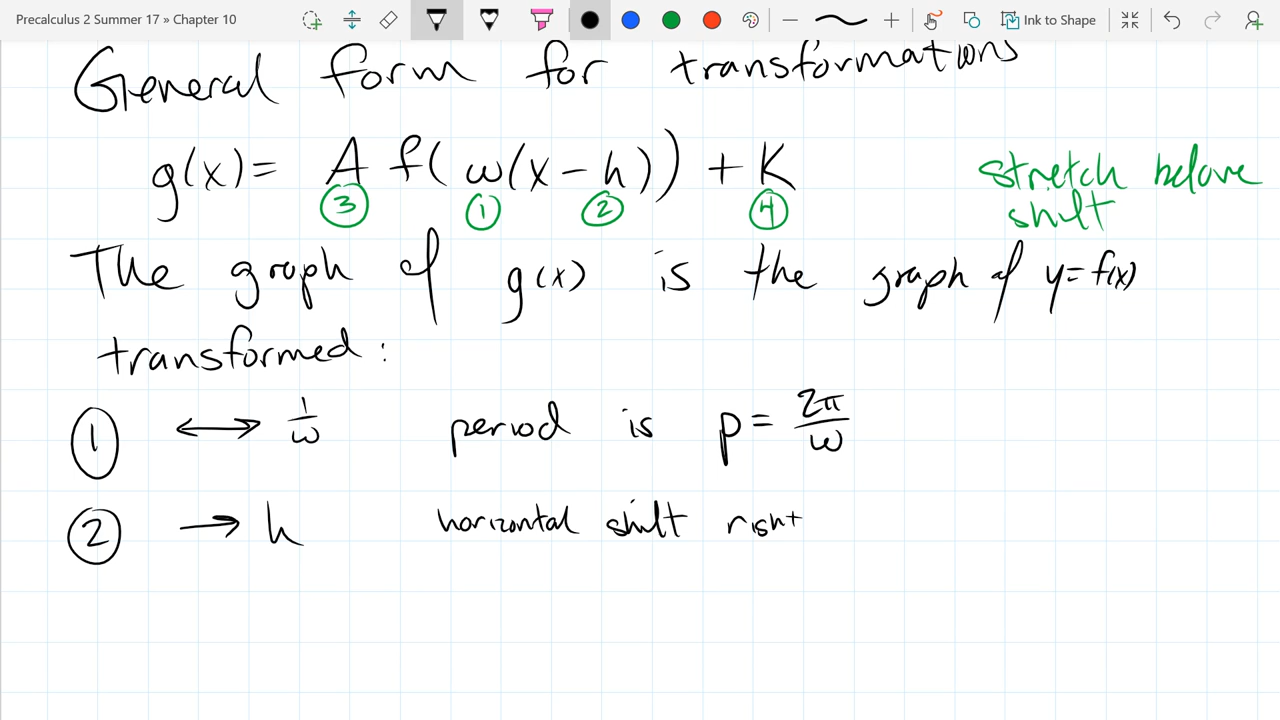 Precalculus 2 Summer 17 » Chapter 10
Ink to Shape
General form for transformations
g(x) = A f( ω(x - h)) + K
③ ① ② ④
stretch before
shift
The graph of g(x) is the graph of y = f(x)
transformed:
① ↔ 1/ω period is p = 2π/ω
② → h horizontal shift right